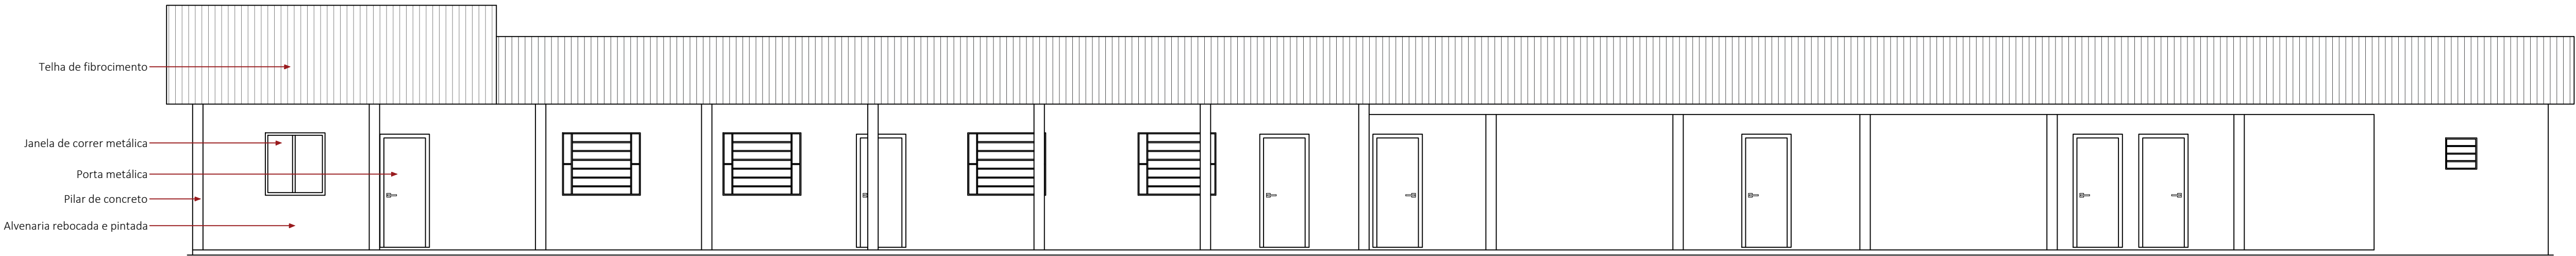 Telha de fibrocimento
Janela de correr metálica
Porta metálica
Pilar de concreto
Alvenaria rebocada e pintada